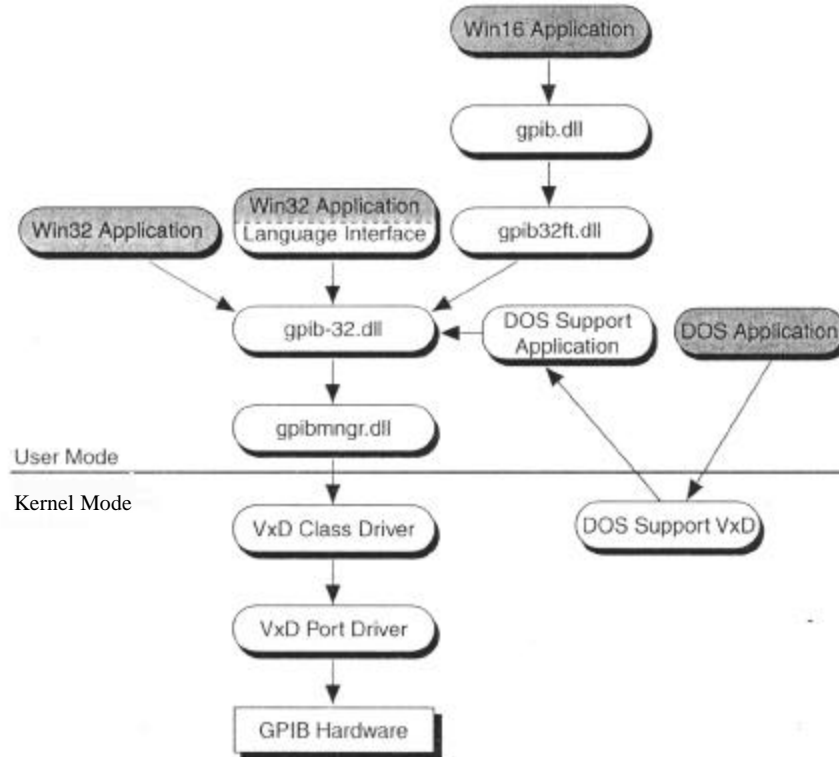 Win16 Application
gpib.dll
Win32 Application
Win32 Application
Language Interface
gpib32ft.dll
gpib-32.dll
DOS Support
Application
DOS Application
gpibmngr.dll
User Mode
Kernel Mode
VxD Class Driver
DOS Support VxD
VxD Port Driver
GPIB Hardware